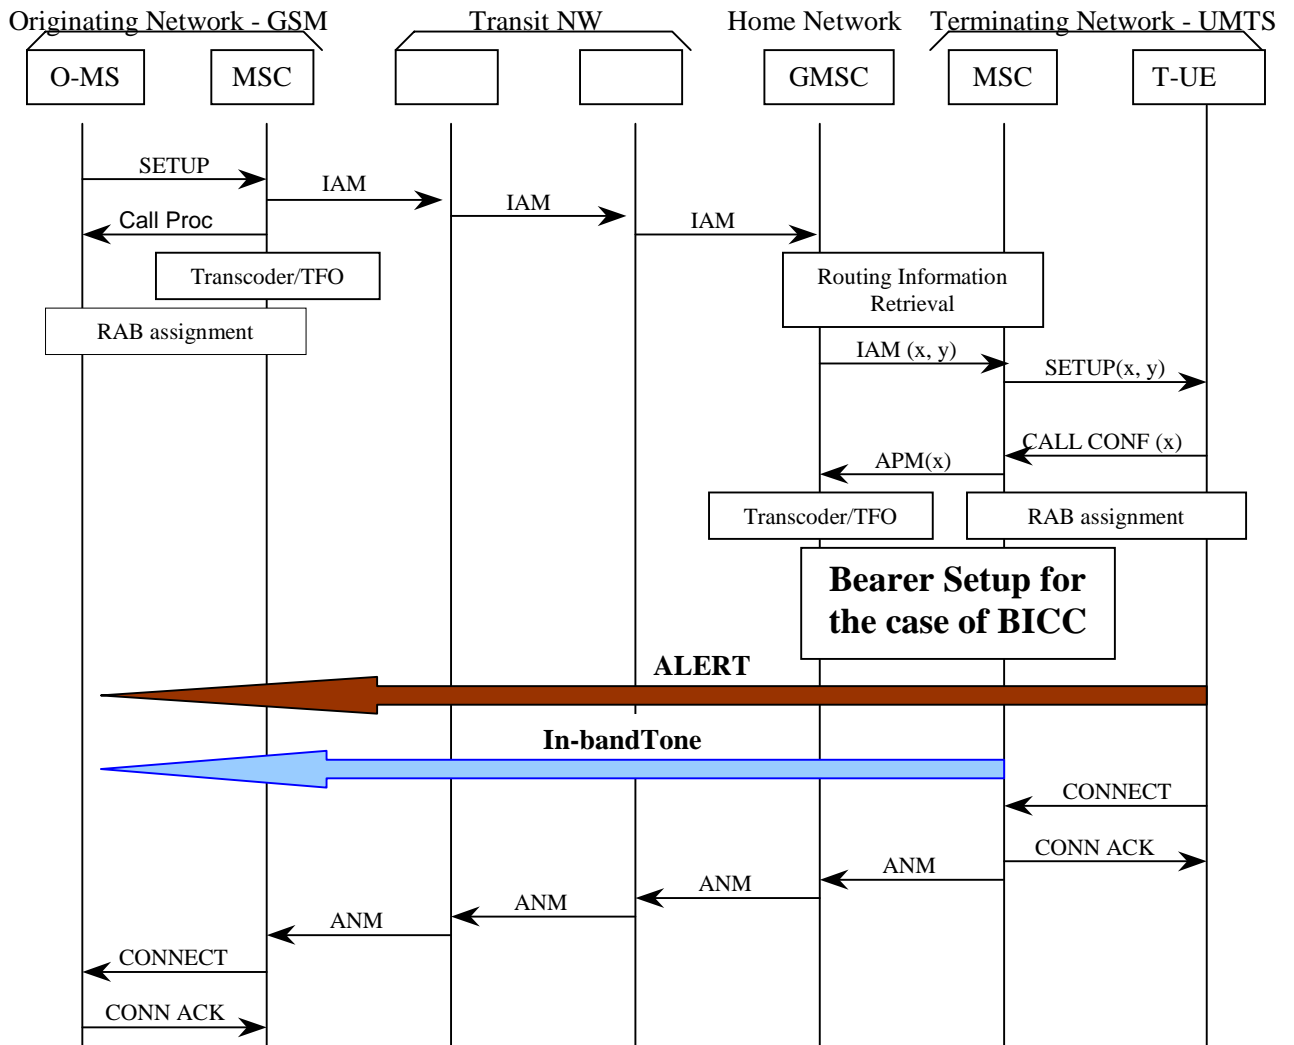 Originating Network - GSM
Transit NW
Home Network
Terminating Network - UMTS
O-MS
MSC
GMSC
MSC
T-UE
SETUP
IAM
IAM
Call Proc
IAM
Transcoder/TFO
Routing Information
Retrieval
RAB assignment
IAM (x, y)
SETUP(x, y)
CALL CONF (x)
APM(x)
Transcoder/TFO
RAB assignment
Bearer Setup for
the case of BICC
ALERT
In-bandTone
CONNECT
CONN ACK
ANM
ANM
ANM
ANM
CONNECT
CONN ACK